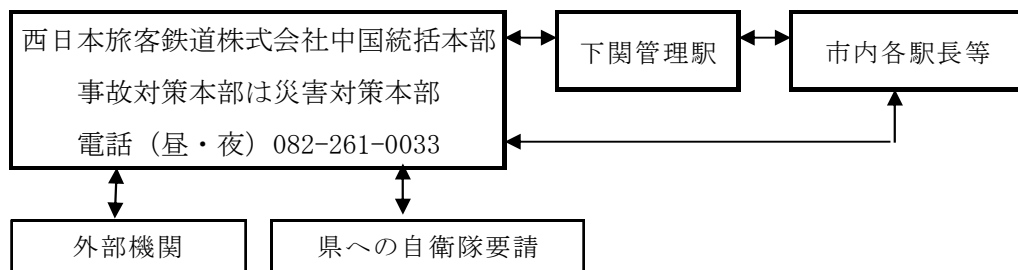 西日本旅客鉄道株式会社中国統括本部
事故対策本部は災害対策本部
電話（昼・夜）082-261-0033
下関管理駅
市内各駅長等
外部機関
県への自衛隊要請